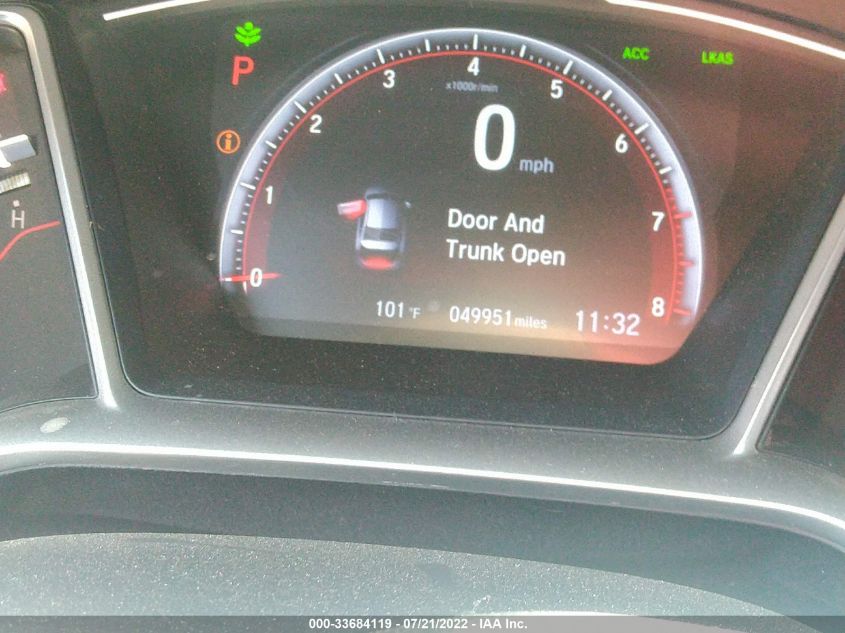 ACC LKAS
P
4
3 5
x1000r/min
2 6
0 mph
1 7
H
Door And
Trunk Open
0 8
101 °F 049951 miles 11:32
000-33684119 - 07/21/2022 - IAA Inc.